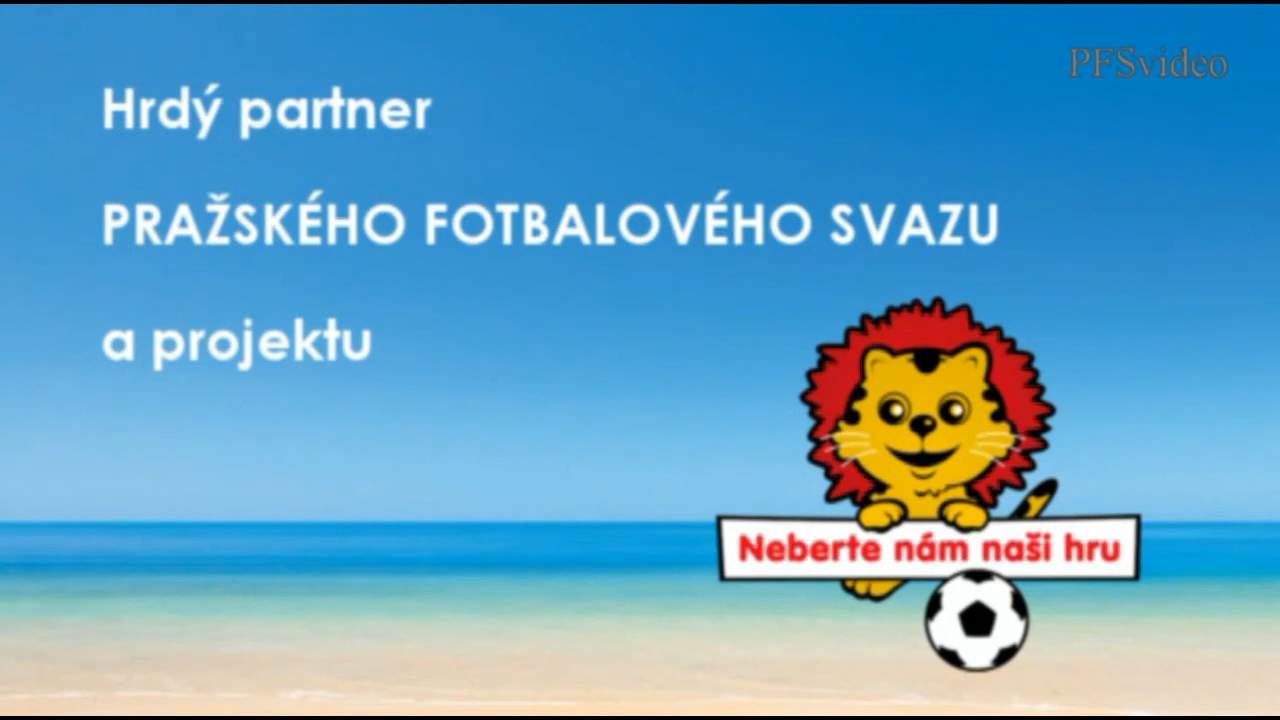 PFSvideo
Hrdý partner
PRAŽSKÉHO FOTBALOVÉHO SVAZU
a projektu
Neberte nám naši hru